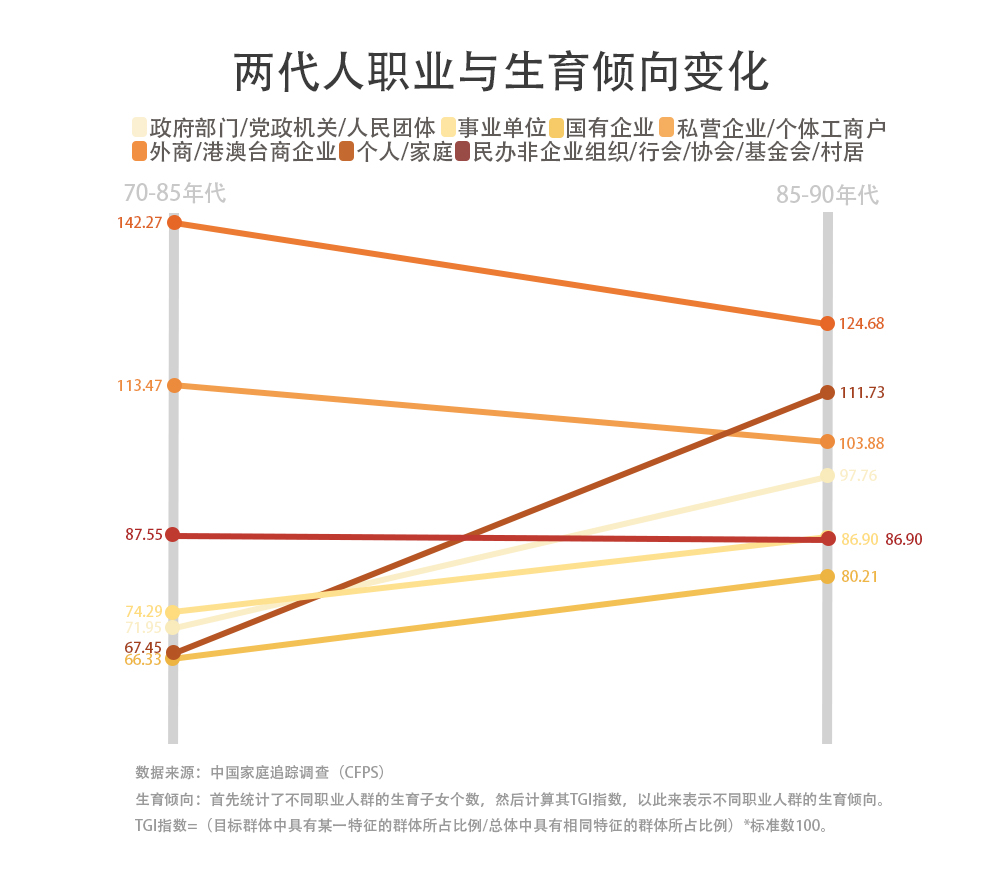 两代人职业与生育倾向变化
政府部门/党政机关/人民团体 事业单位 国有企业 私营企业/个体工商户
外商/港澳台商企业 个人/家庭 民办非企业组织/行会/协会/基金会/村居
70-85年代 85-90年代
142.27
124.68
113.47
111.73
103.88
97.76
87.55
86.90 86.90
80.21
74.29
71.95
67.45
66.33
数据来源：中国家庭追踪调查（CFPS）
生育倾向：首先统计了不同职业人群的生育子女个数，然后计算其TGI指数，以此来表示不同职业人群的生育倾向。
TGI指数=（目标群体中具有某一特征的群体所占比例/总体中具有相同特征的群体所占比例）*标准数100。